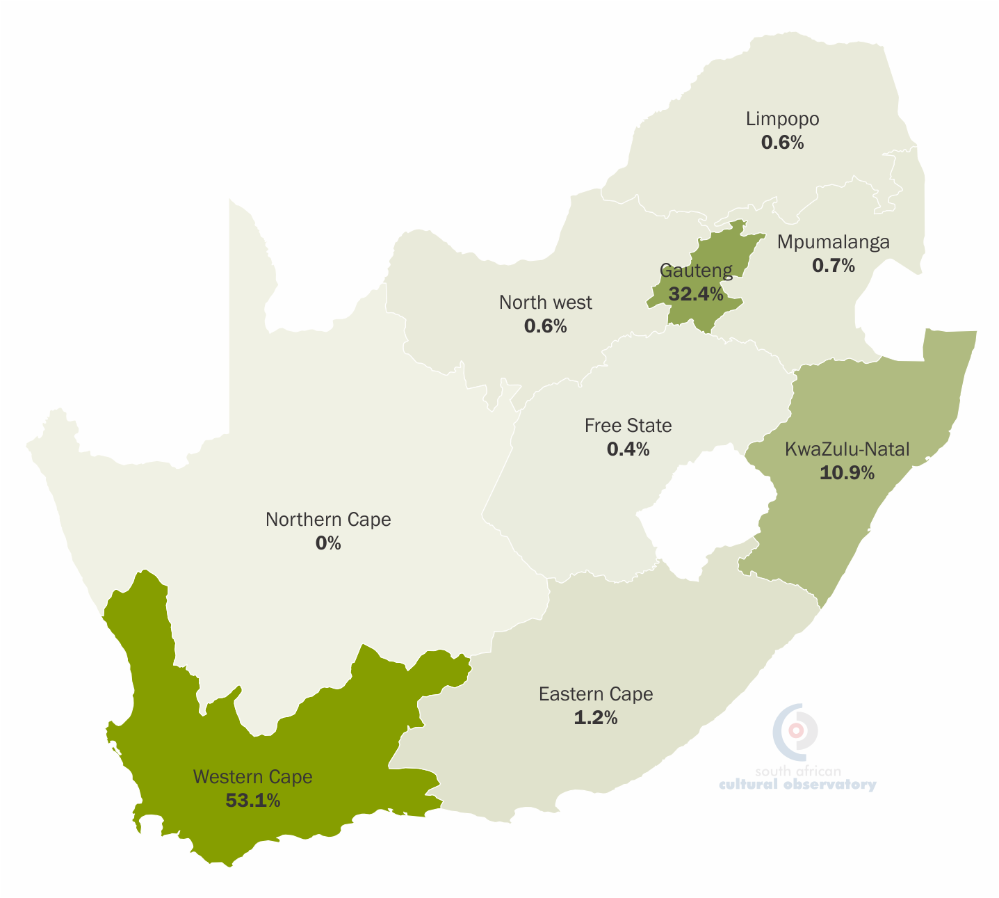 Limpopo
0.6%
Mpumalanga
0.7%
Gauteng
32.4%
North west
0.6%
Free State
0.4%
KwaZulu-Natal
10.9%
Northern Cape
0%
Eastern Cape
1.2%
Western Cape
53.1%
south african
cultural observatory